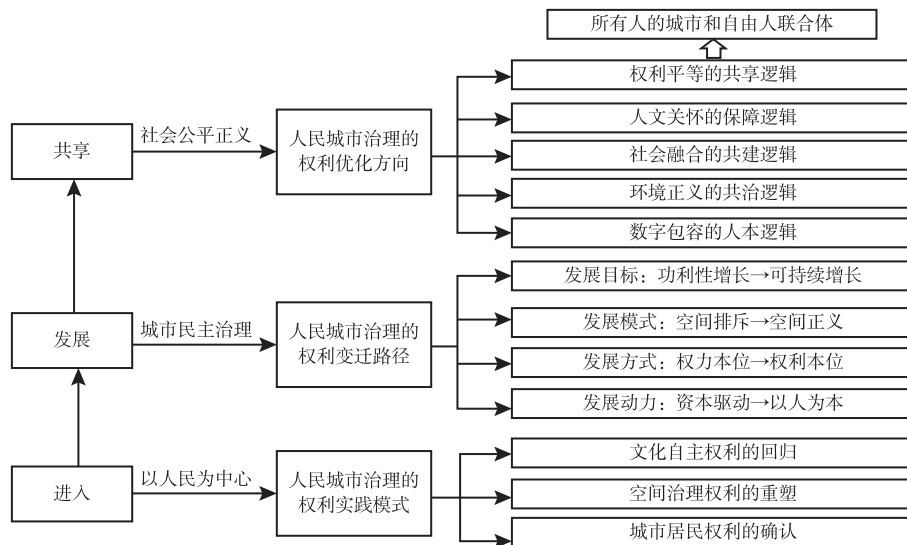 所有人的城市和自由人联合体
权利平等的共享逻辑
人文关怀的保障逻辑
社会融合的共建逻辑
环境正义的共治逻辑
数字包容的人本逻辑
共享
社会公平正义
人民城市治理的
权利优化方向
发展目标：功利性增长→可持续增长
发展模式：空间排斥→空间正义
发展方式：权力本位→权利本位
发展动力：资本驱动→以人为本
发展
城市民主治理
人民城市治理的
权利变迁路径
文化自主权利的回归
空间治理权利的重塑
城市居民权利的确认
进入
以人民为中心
人民城市治理的
权利实践模式